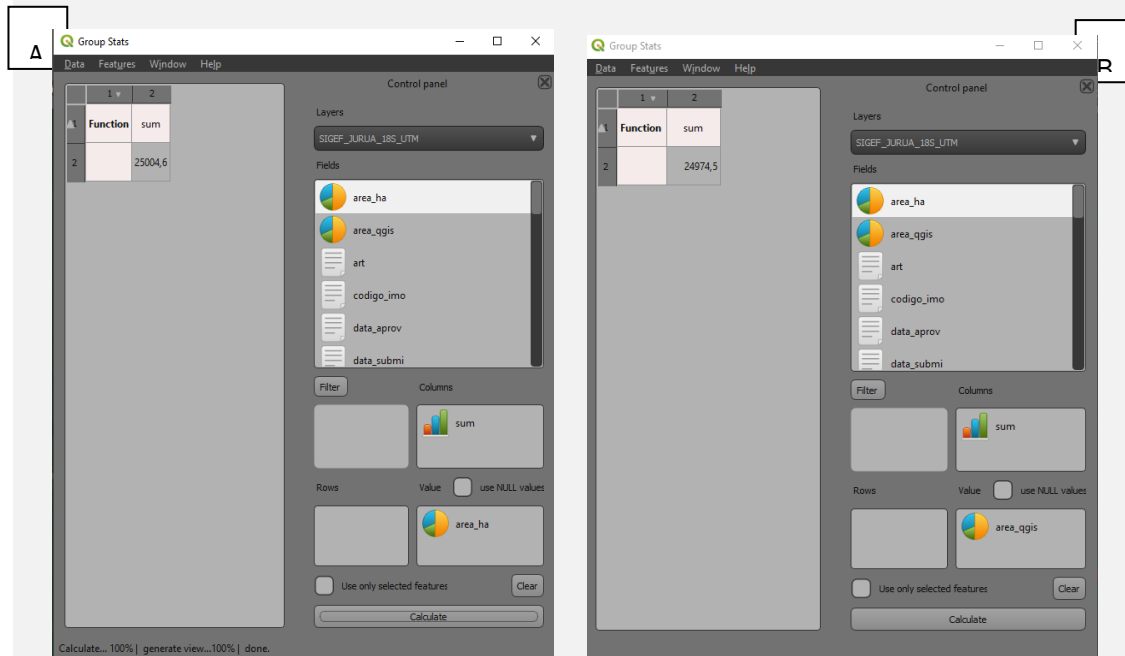 A
Group Stats
Data Features Window Help
Control panel
1 2
1 Function sum
2 25004,6
Layers
SIGEF_JURUA_18S_UTM
Fields
area_ha
area_qgis
art
codigo_imo
data_aprov
data_submi
Filter Columns
sum
Rows Value use NULL values
area_ha
Use only selected features Clear
Calculate
Calculate... 100% | generate view...100% | done.
B
Group Stats
Data Features Window Help
Control panel
1 2
1 Function sum
2 24974,5
Layers
SIGEF_JURUA_18S_UTM
Fields
area_ha
area_qgis
art
codigo_imo
data_aprov
data_submi
Filter Columns
sum
Rows Value use NULL values
area_qgis
Use only selected features Clear
Calculate